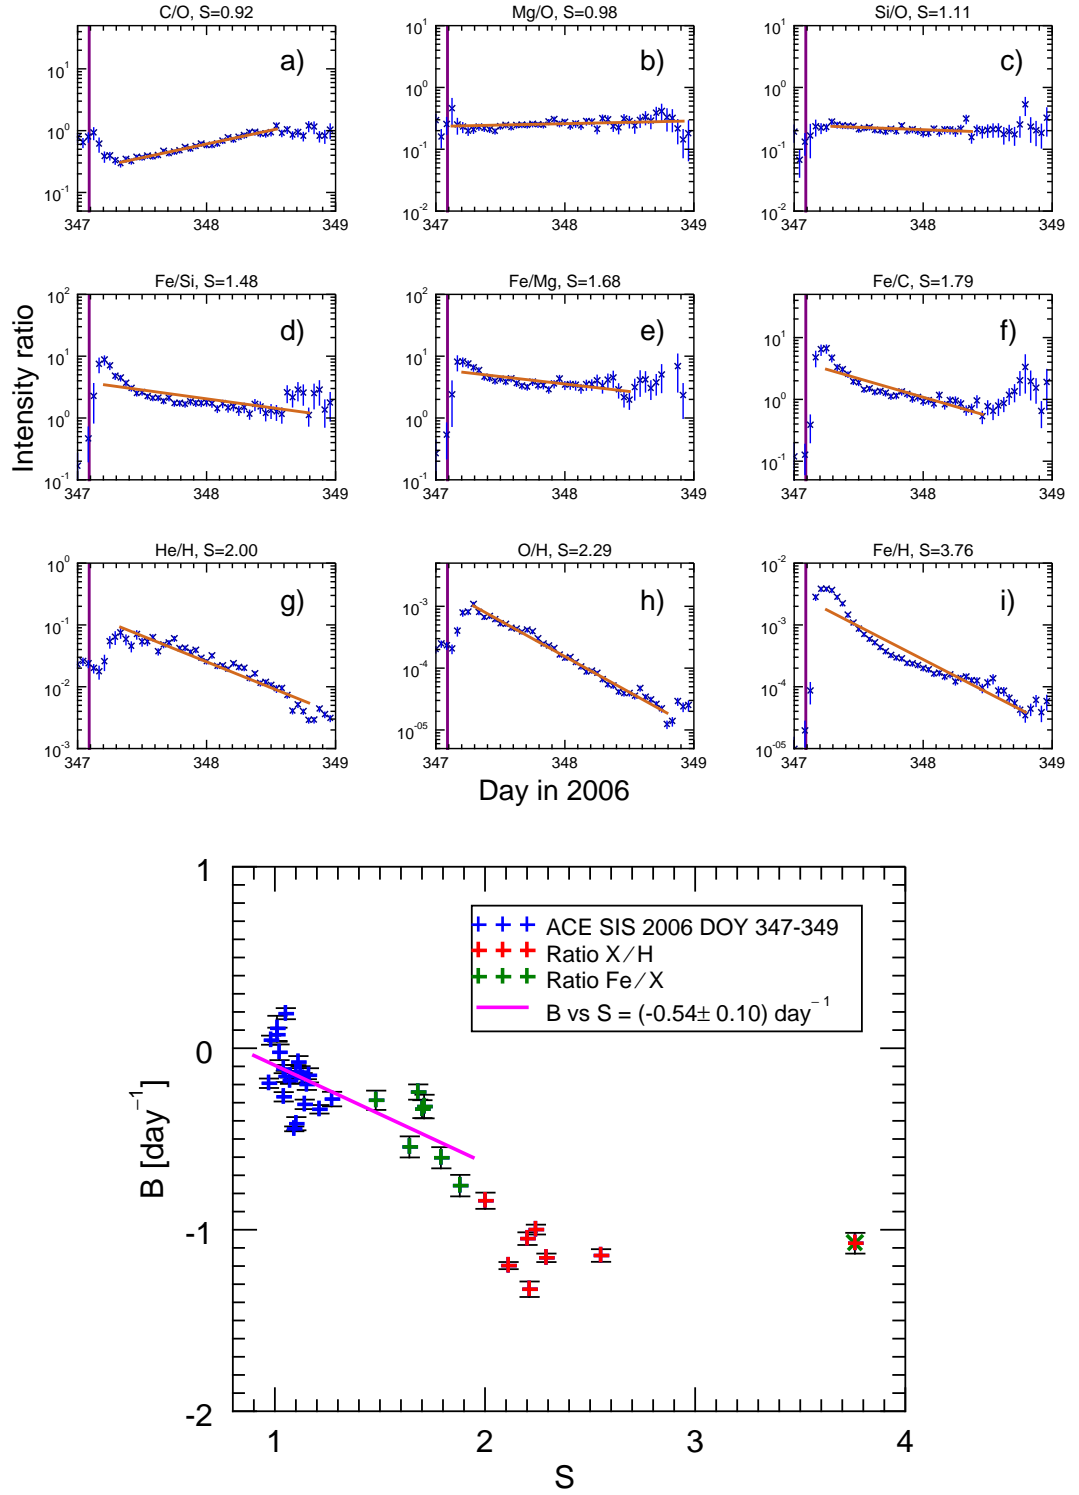 C/O, S=0.92
Mg/O, S=0.98
Si/O, S=1.11
a)
b)
c)
10^1
10^0
10^-1
347
348
349
10^1
10^0
10^-1
10^-2
347
348
349
10^1
10^0
10^-1
10^-2
347
348
349
Intensity ratio
Fe/Si, S=1.48
Fe/Mg, S=1.68
Fe/C, S=1.79
d)
e)
f)
10^2
10^1
10^0
10^-1
347
348
349
10^2
10^1
10^0
10^-1
347
348
349
10^1
10^0
10^-1
347
348
349
He/H, S=2.00
O/H, S=2.29
Fe/H, S=3.76
g)
h)
i)
10^0
10^-1
10^-2
10^-3
347
348
349
10^-3
10^-4
10^-05
347
348
349
10^-2
10^-3
10^-4
10^-05
347
348
349
Day in 2006
1
0
-1
-2
B [day^-1]
ACE SIS 2006 DOY 347-349
Ratio X/H
Ratio Fe/X
B vs S = (-0.54± 0.10) day^-1
1
2
3
4
S